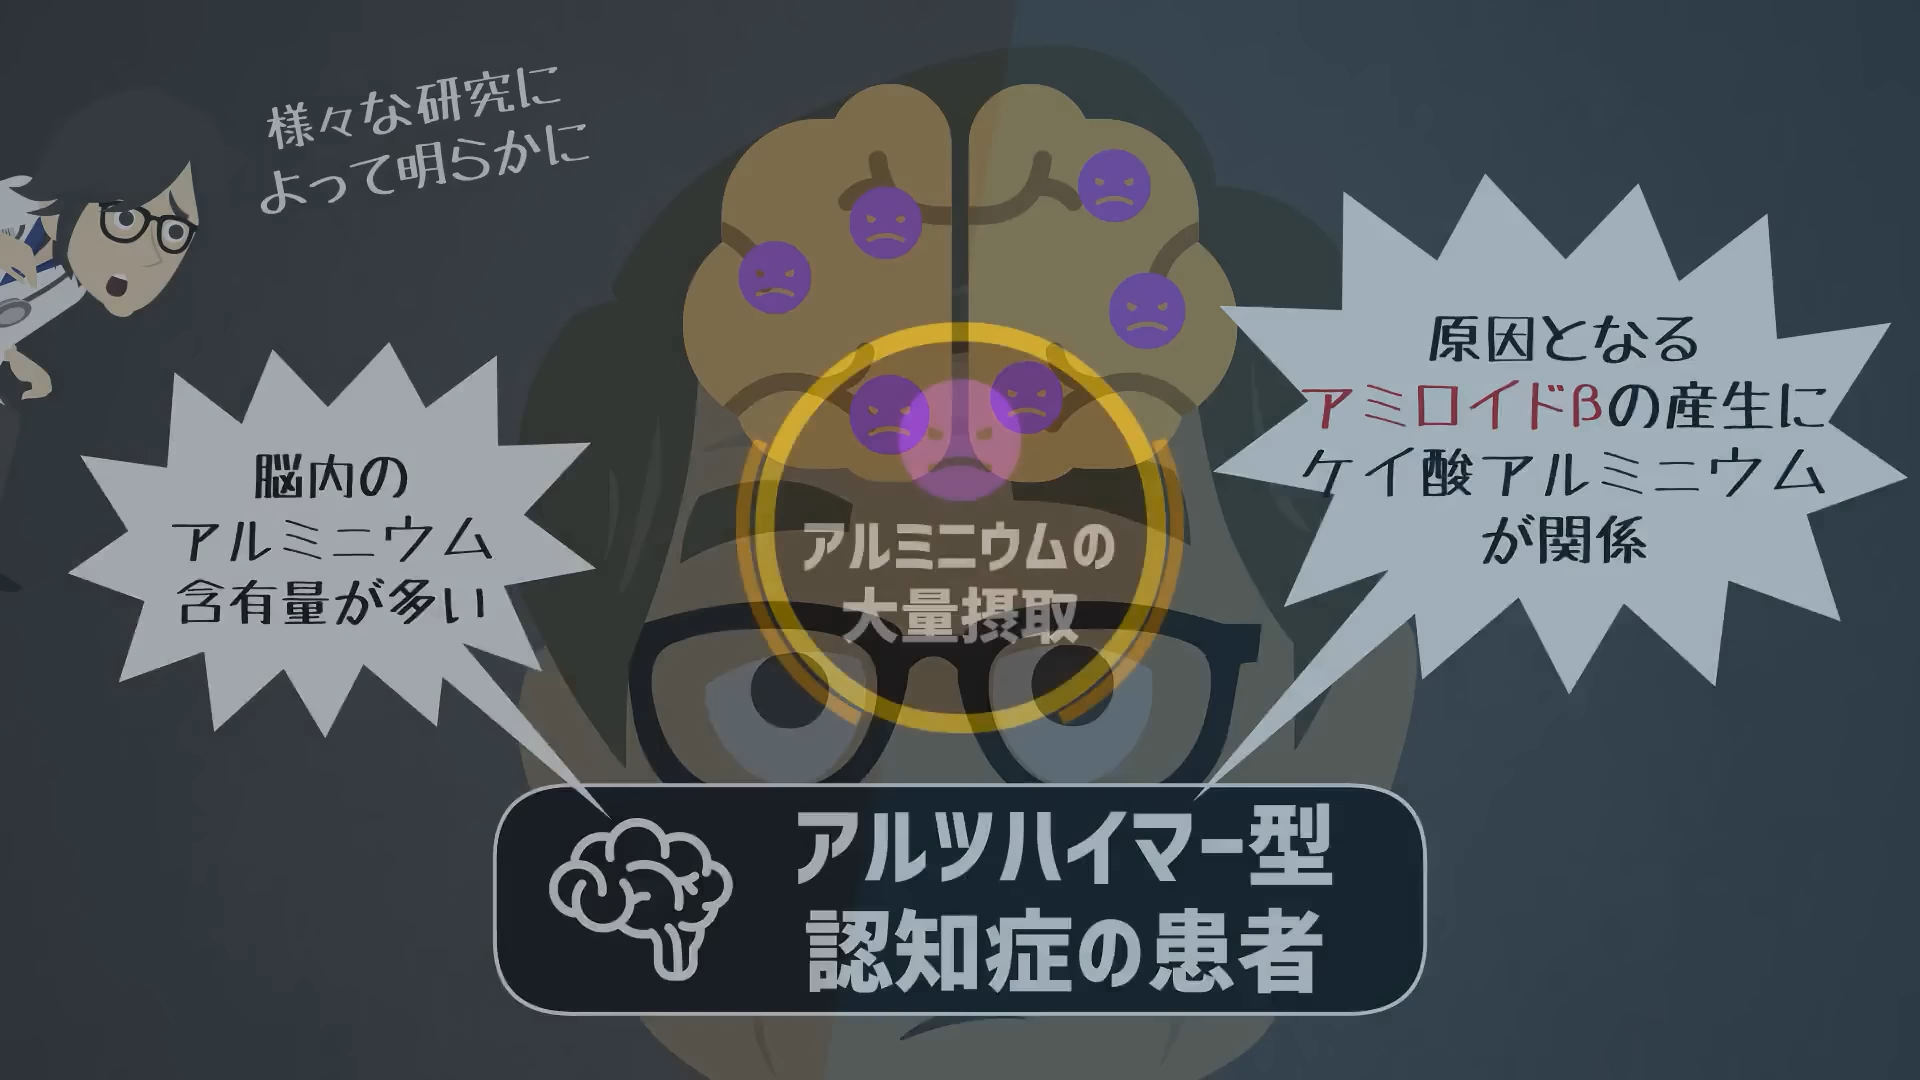 様々な研究に
よって明らかに
脳内の
アルミニウム
含有量が多い
アルミニウムの
大量摂取
原因となる
アミロイドβの産生に
ケイ酸アルミニウム
が関係
アルツハイマー型
認知症の患者